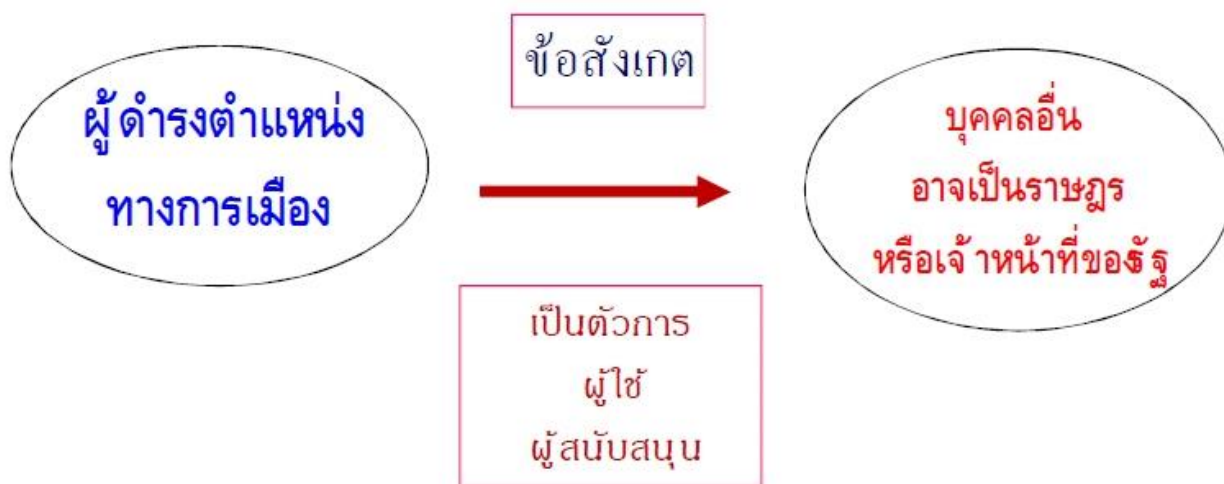 ข้อสังเกต
ผู้ดำรงตำแหน่ง
ทางการเมือง
บุคคลอื่น
อาจเป็นราษฎร
หรือเจ้าหน้าที่ของรัฐ
เป็นตัวการ
ผู้ใช้
ผู้สนับสนุน